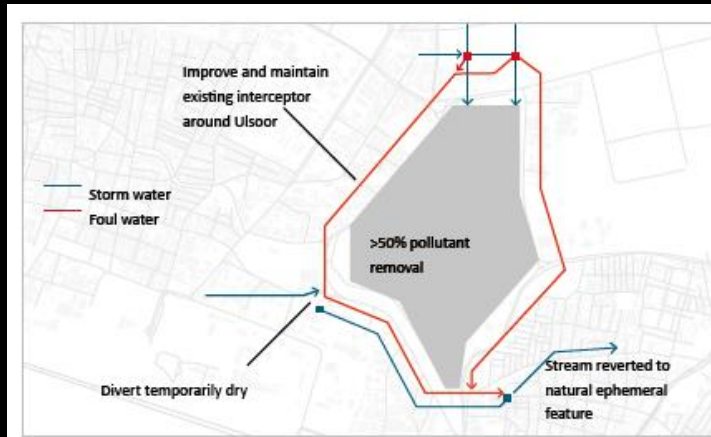 Improve and maintain
existing interceptor
around Ulsoor
Storm water
Foul water
>50% pollutant
removal
Divert temporarily dry
Stream reverted to
natural ephemeral
feature